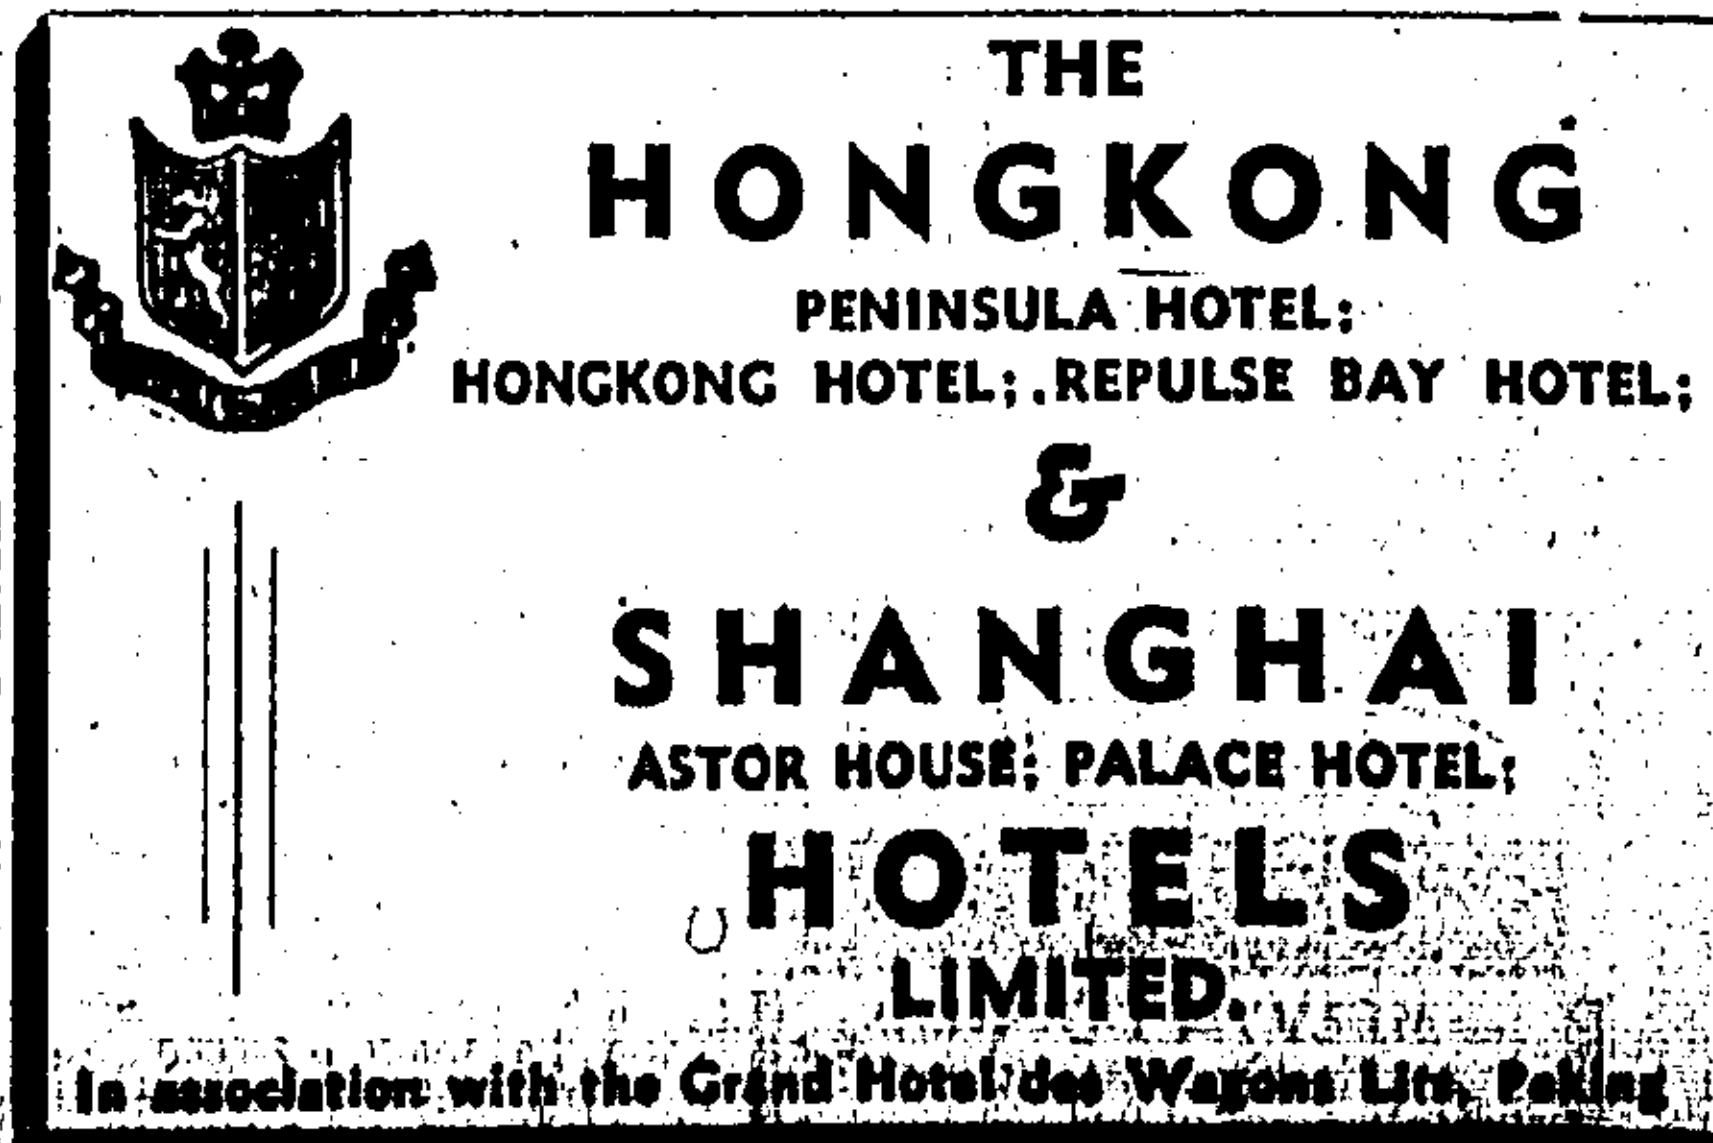 THE
HONGKONG
PENINSULA HOTEL;
HONGKONG HOTEL; REPULSE BAY HOTEL;
&
SHANGHAI
ASTOR HOUSE; PALACE HOTEL;
HOTELS
LIMITED.
In association with the Grand Hotel des Wagons Lits, Peking